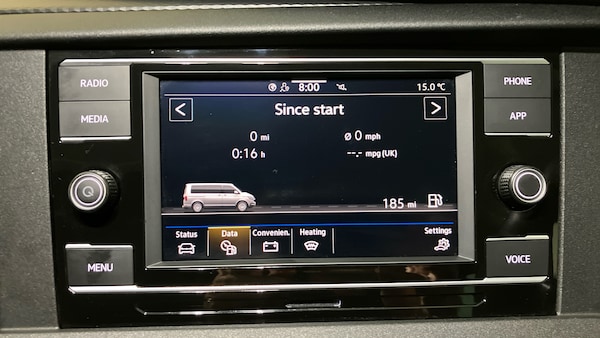 RADIO
MEDIA
MENU
8:00
15.0 °C
<
Since start
>
0 mi
ø 0 mph
0:16 h
--.- mpg (UK)
185 mi
Status
Data
Convenien.
Heating
Settings
PHONE
APP
VOICE